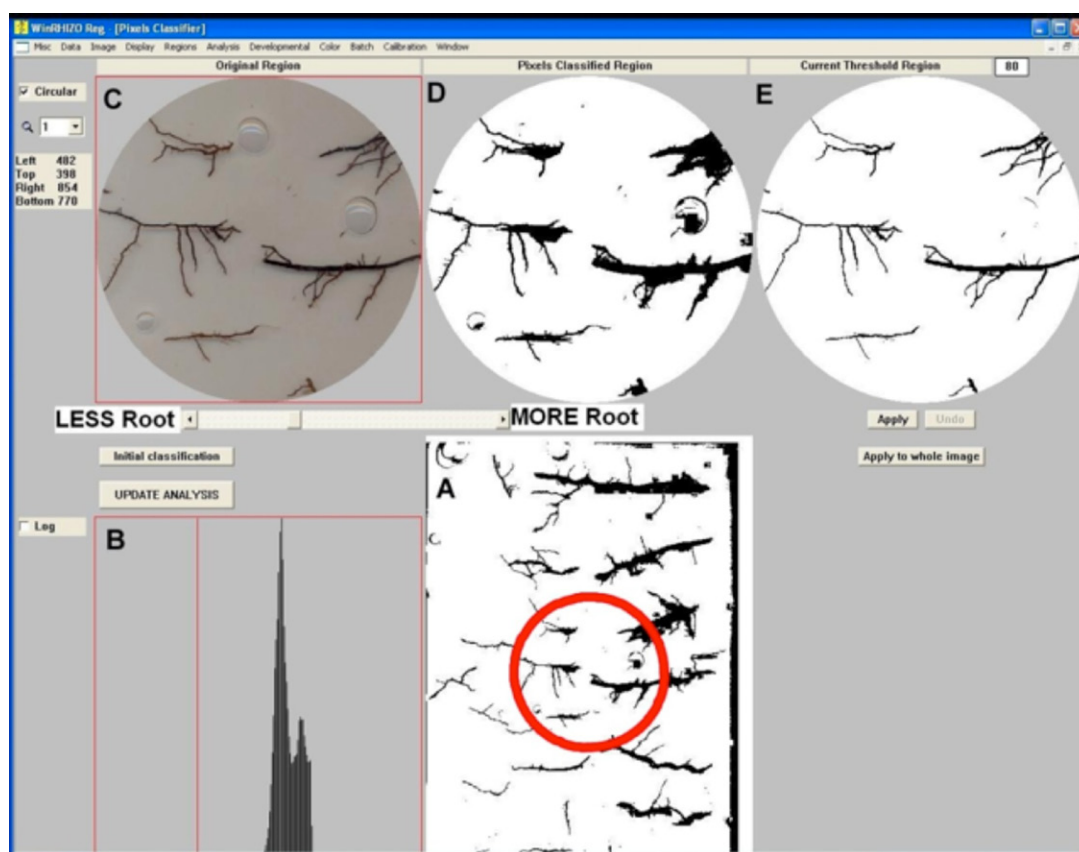 WinRHIZO Reg - [Pixels Classifier]
Misc Data Image Display Regions Analysis Developmental Color Batch Calibration Window
Original Region Pixels Classified Region Current Threshold Region 80
Circular
1
Left 482
Top 398
Right 854
Bottom 770
C
D
E
LESS Root
MORE Root
Apply Undo
Initial classification
Apply to whole image
UPDATE ANALYSIS
A
Log
B